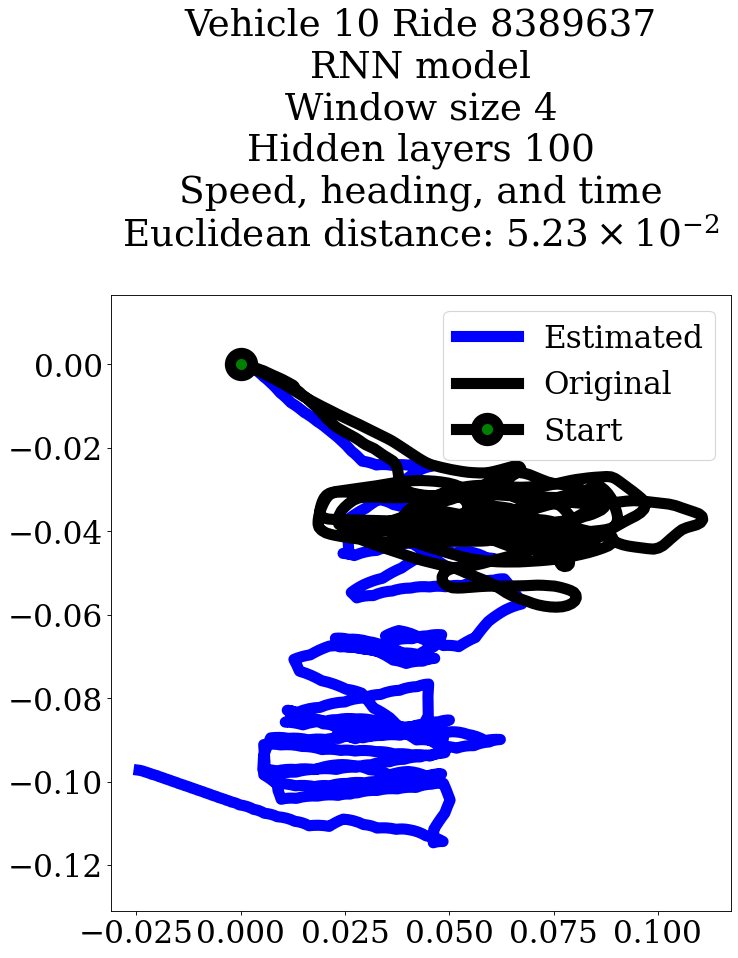 Vehicle 10 Ride 8389637
RNN model
Window size 4
Hidden layers 100
Speed, heading, and time
Euclidean distance: 5.23 × 10⁻²
Estimated
Original
Start
0.00
−0.02
−0.04
−0.06
−0.08
−0.10
−0.12
−0.025 0.000 0.025 0.050 0.075 0.100